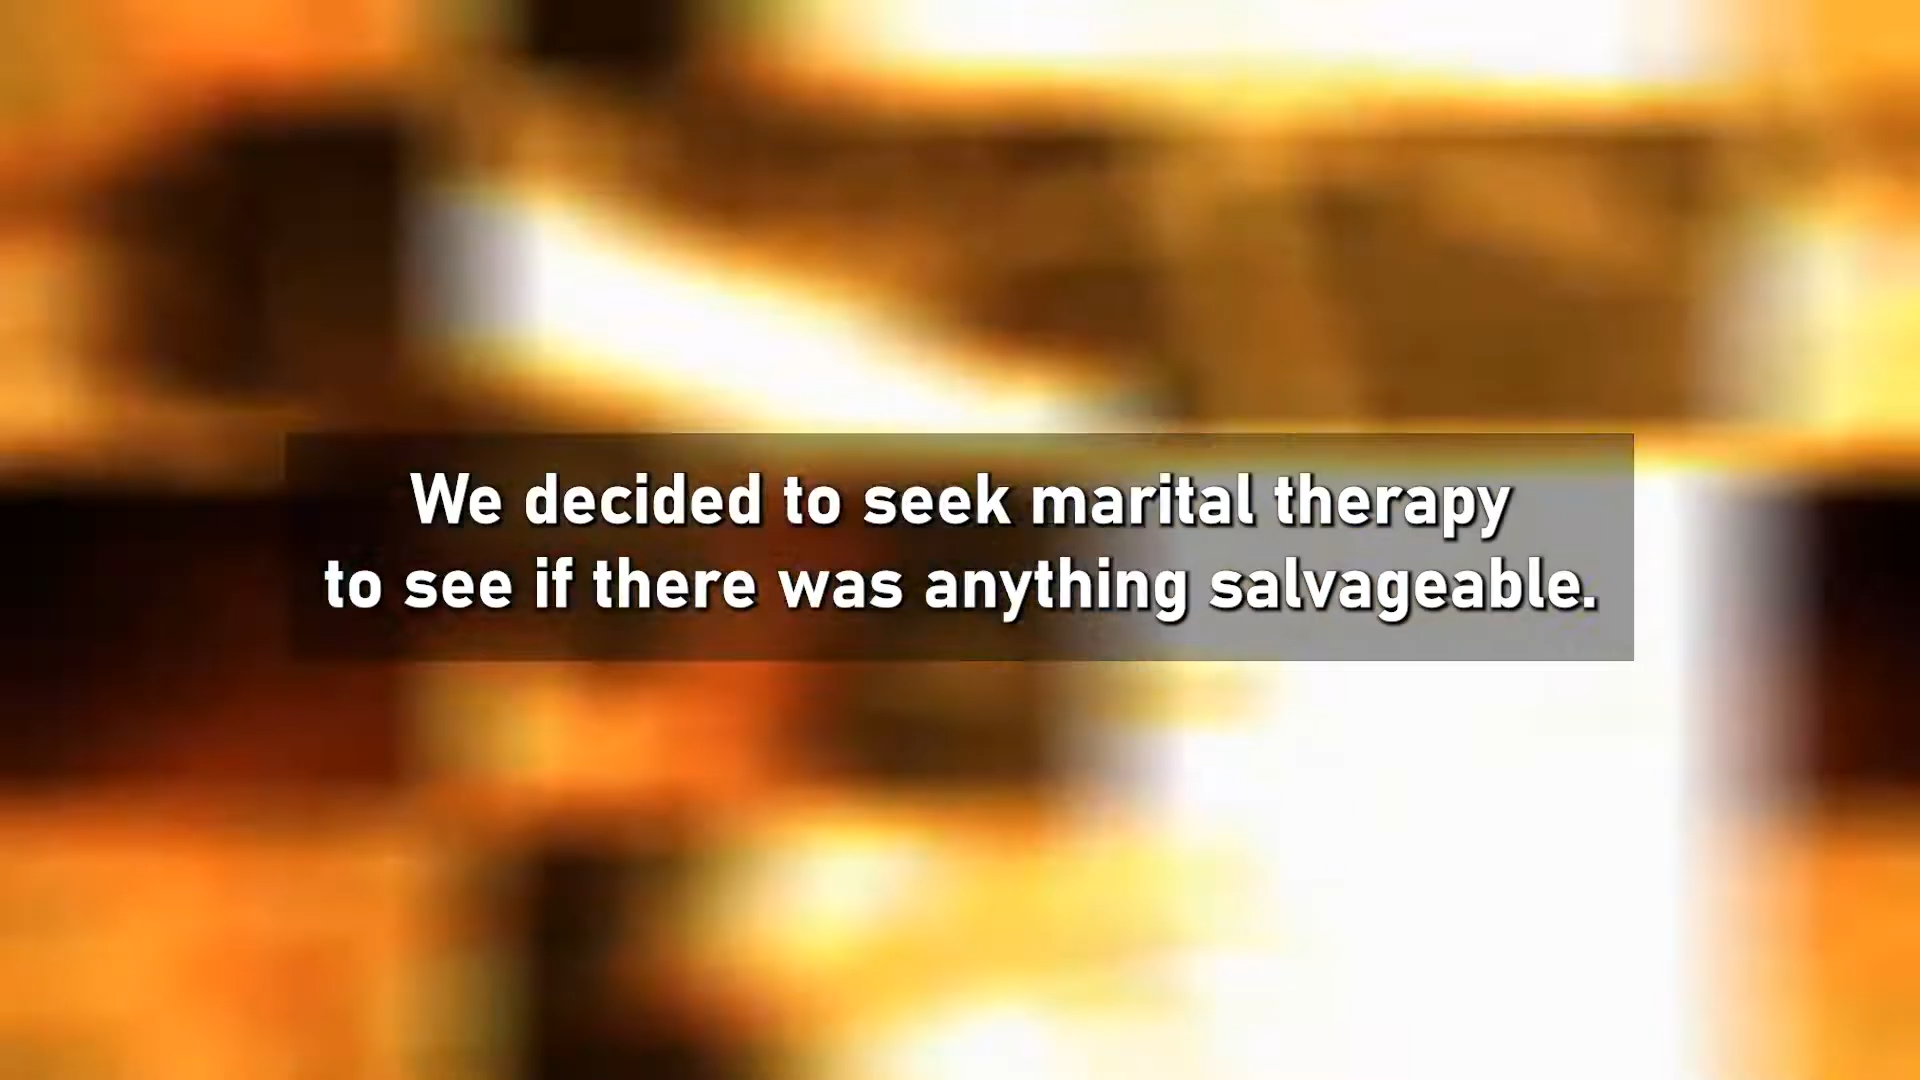 We decided to seek marital therapy
to see if there was anything salvageable.